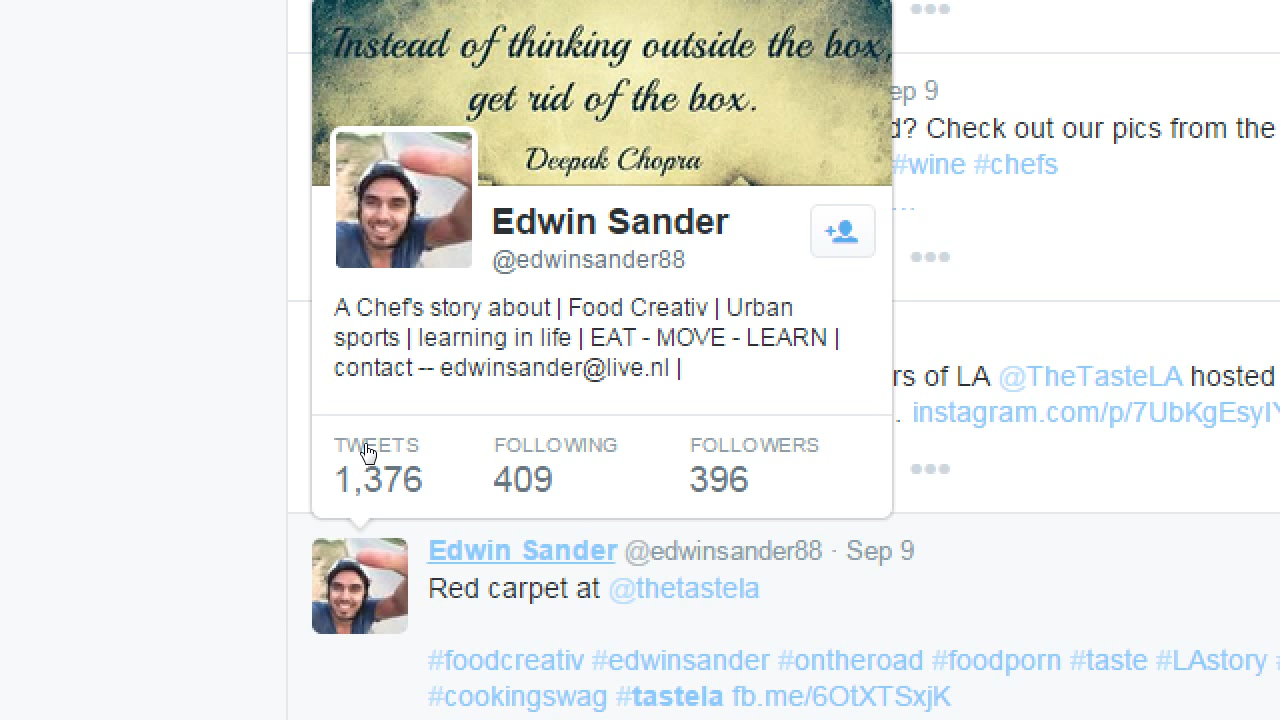 Instead of thinking outside the box,
get rid of the box.
Deepak Chopra
Edwin Sander
@edwinsander88
A Chef's story about | Food Creativ | Urban
sports | learning in life | EAT - MOVE - LEARN |
contact -- edwinsander@live.nl |
TWEETS FOLLOWING FOLLOWERS
1,376 409 396
ep 9
d? Check out our pics from the
#wine #chefs
...
rs of LA @TheTasteLA hosted
. instagram.com/p/7UbKgEsyIY
Edwin Sander @edwinsander88 · Sep 9
Red carpet at @thetastela
#foodcreativ #edwinsander #ontheroad #foodporn #taste #LAstory #
#cookingswag #tastela fb.me/6OtXTSxjK